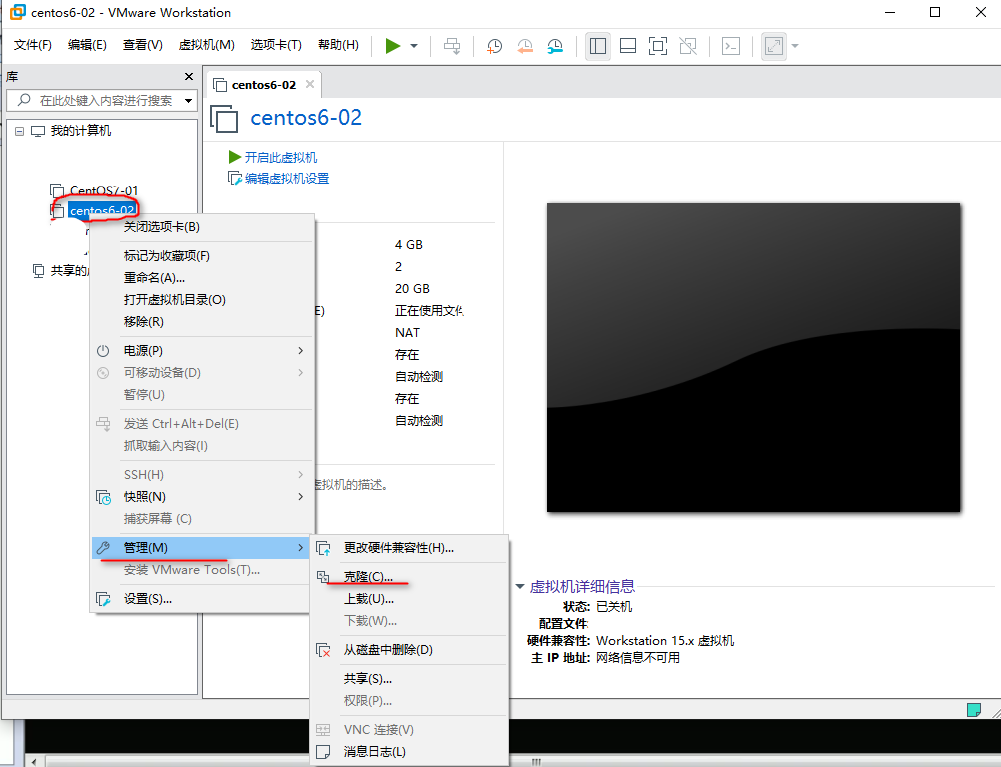 centos6-02 - VMware Workstation
文件(F) 编辑(E) 查看(V) 虚拟机(M) 选项卡(T) 帮助(H)
库
在此处键入内容进行搜索
我的计算机
CentOS7-01
centos6-02
共享的
centos6-02
centos6-02
开启此虚拟机
编辑虚拟机设置
4 GB
2
20 GB
E) 正在使用文件
NAT
存在
自动检测
存在
自动检测
虚拟机的描述。
关闭选项卡(B)
标记为收藏项(F)
重命名(A)...
打开虚拟机目录(O)
移除(R)
电源(P)
可移动设备(D)
暂停(U)
发送 Ctrl+Alt+Del(E)
抓取输入内容(I)
SSH(H)
快照(N)
捕获屏幕 (C)
管理(M)
安装 VMware Tools(T)...
设置(S)...
更改硬件兼容性(H)...
克隆(C)...
上载(U)...
下载(W)...
从磁盘中删除(D)
共享(S)...
权限(P)...
VNC 连接(V)
消息日志(L)
虚拟机详细信息
状态: 已关机
配置文件
硬件兼容性: Workstation 15.x 虚拟机
主 IP 地址: 网络信息不可用